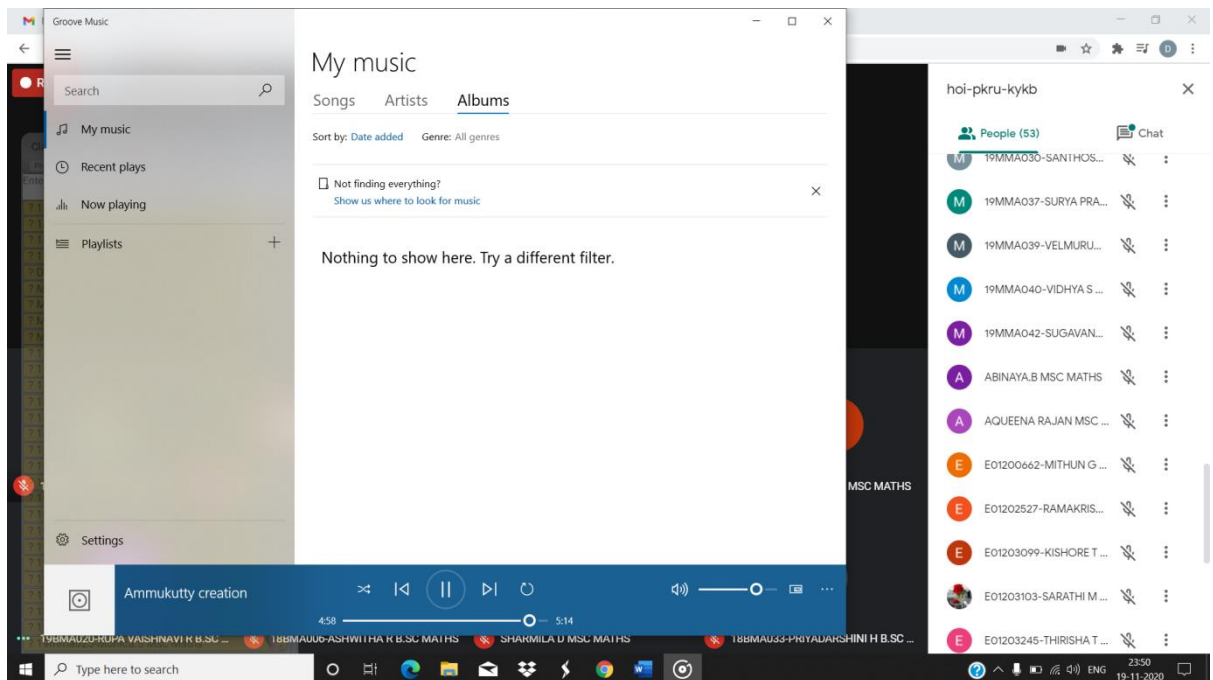 Groove Music
Search
My music
Recent plays
Now playing
Playlists
Settings
My music
Songs Artists Albums
Sort by: Date added Genre: All genres
Not finding everything?
Show us where to look for music
Nothing to show here. Try a different filter.
Ammukutty creation
4:58 5:14
hoi-pkru-kykb
People (53) Chat
19MMA030-SANTHOS...
19MMA037-SURYA PRA...
19MMA039-VELMURU...
19MMA040-VIDHYA S ...
19MMA042-SUGAVAN...
ABINAYA.B MSC MATHS
AQUEENA RAJAN MSC ...
E01200662-MITHUN G ...
E01202527-RAMAKRIS...
E01203099-KISHORE T ...
E01203103-SARATHI M ...
E01203245-THIRISHA T ...
MSC MATHS
19BMA020-RUPA VAISHNAVI R B.SC ... 18BMA006-ASHWITHA R B.SC MATHS SHARMILA D MSC MATHS 18BMA033-PRIYADARSHINI H B.SC ...
Type here to search
ENG
23:50
19-11-2020